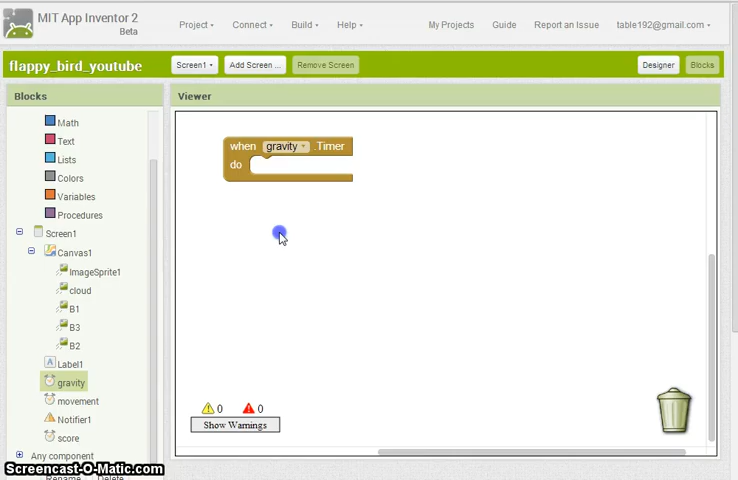 MIT App Inventor 2
Beta
Project Connect Build Help My Projects Guide Report an Issue table192@gmail.com
flappy_bird_youtube Screen1 Add Screen ... Remove Screen Designer Blocks
Blocks
Viewer
Math
Text
Lists
Colors
Variables
Procedures
Screen1
Canvas1
ImageSprite1
cloud
B1
B3
B2
Label1
gravity
movement
Notifier1
score
Any component
Rename Delete
when gravity .Timer
do
0 0
Show Warnings
Screencast-O-Matic.com